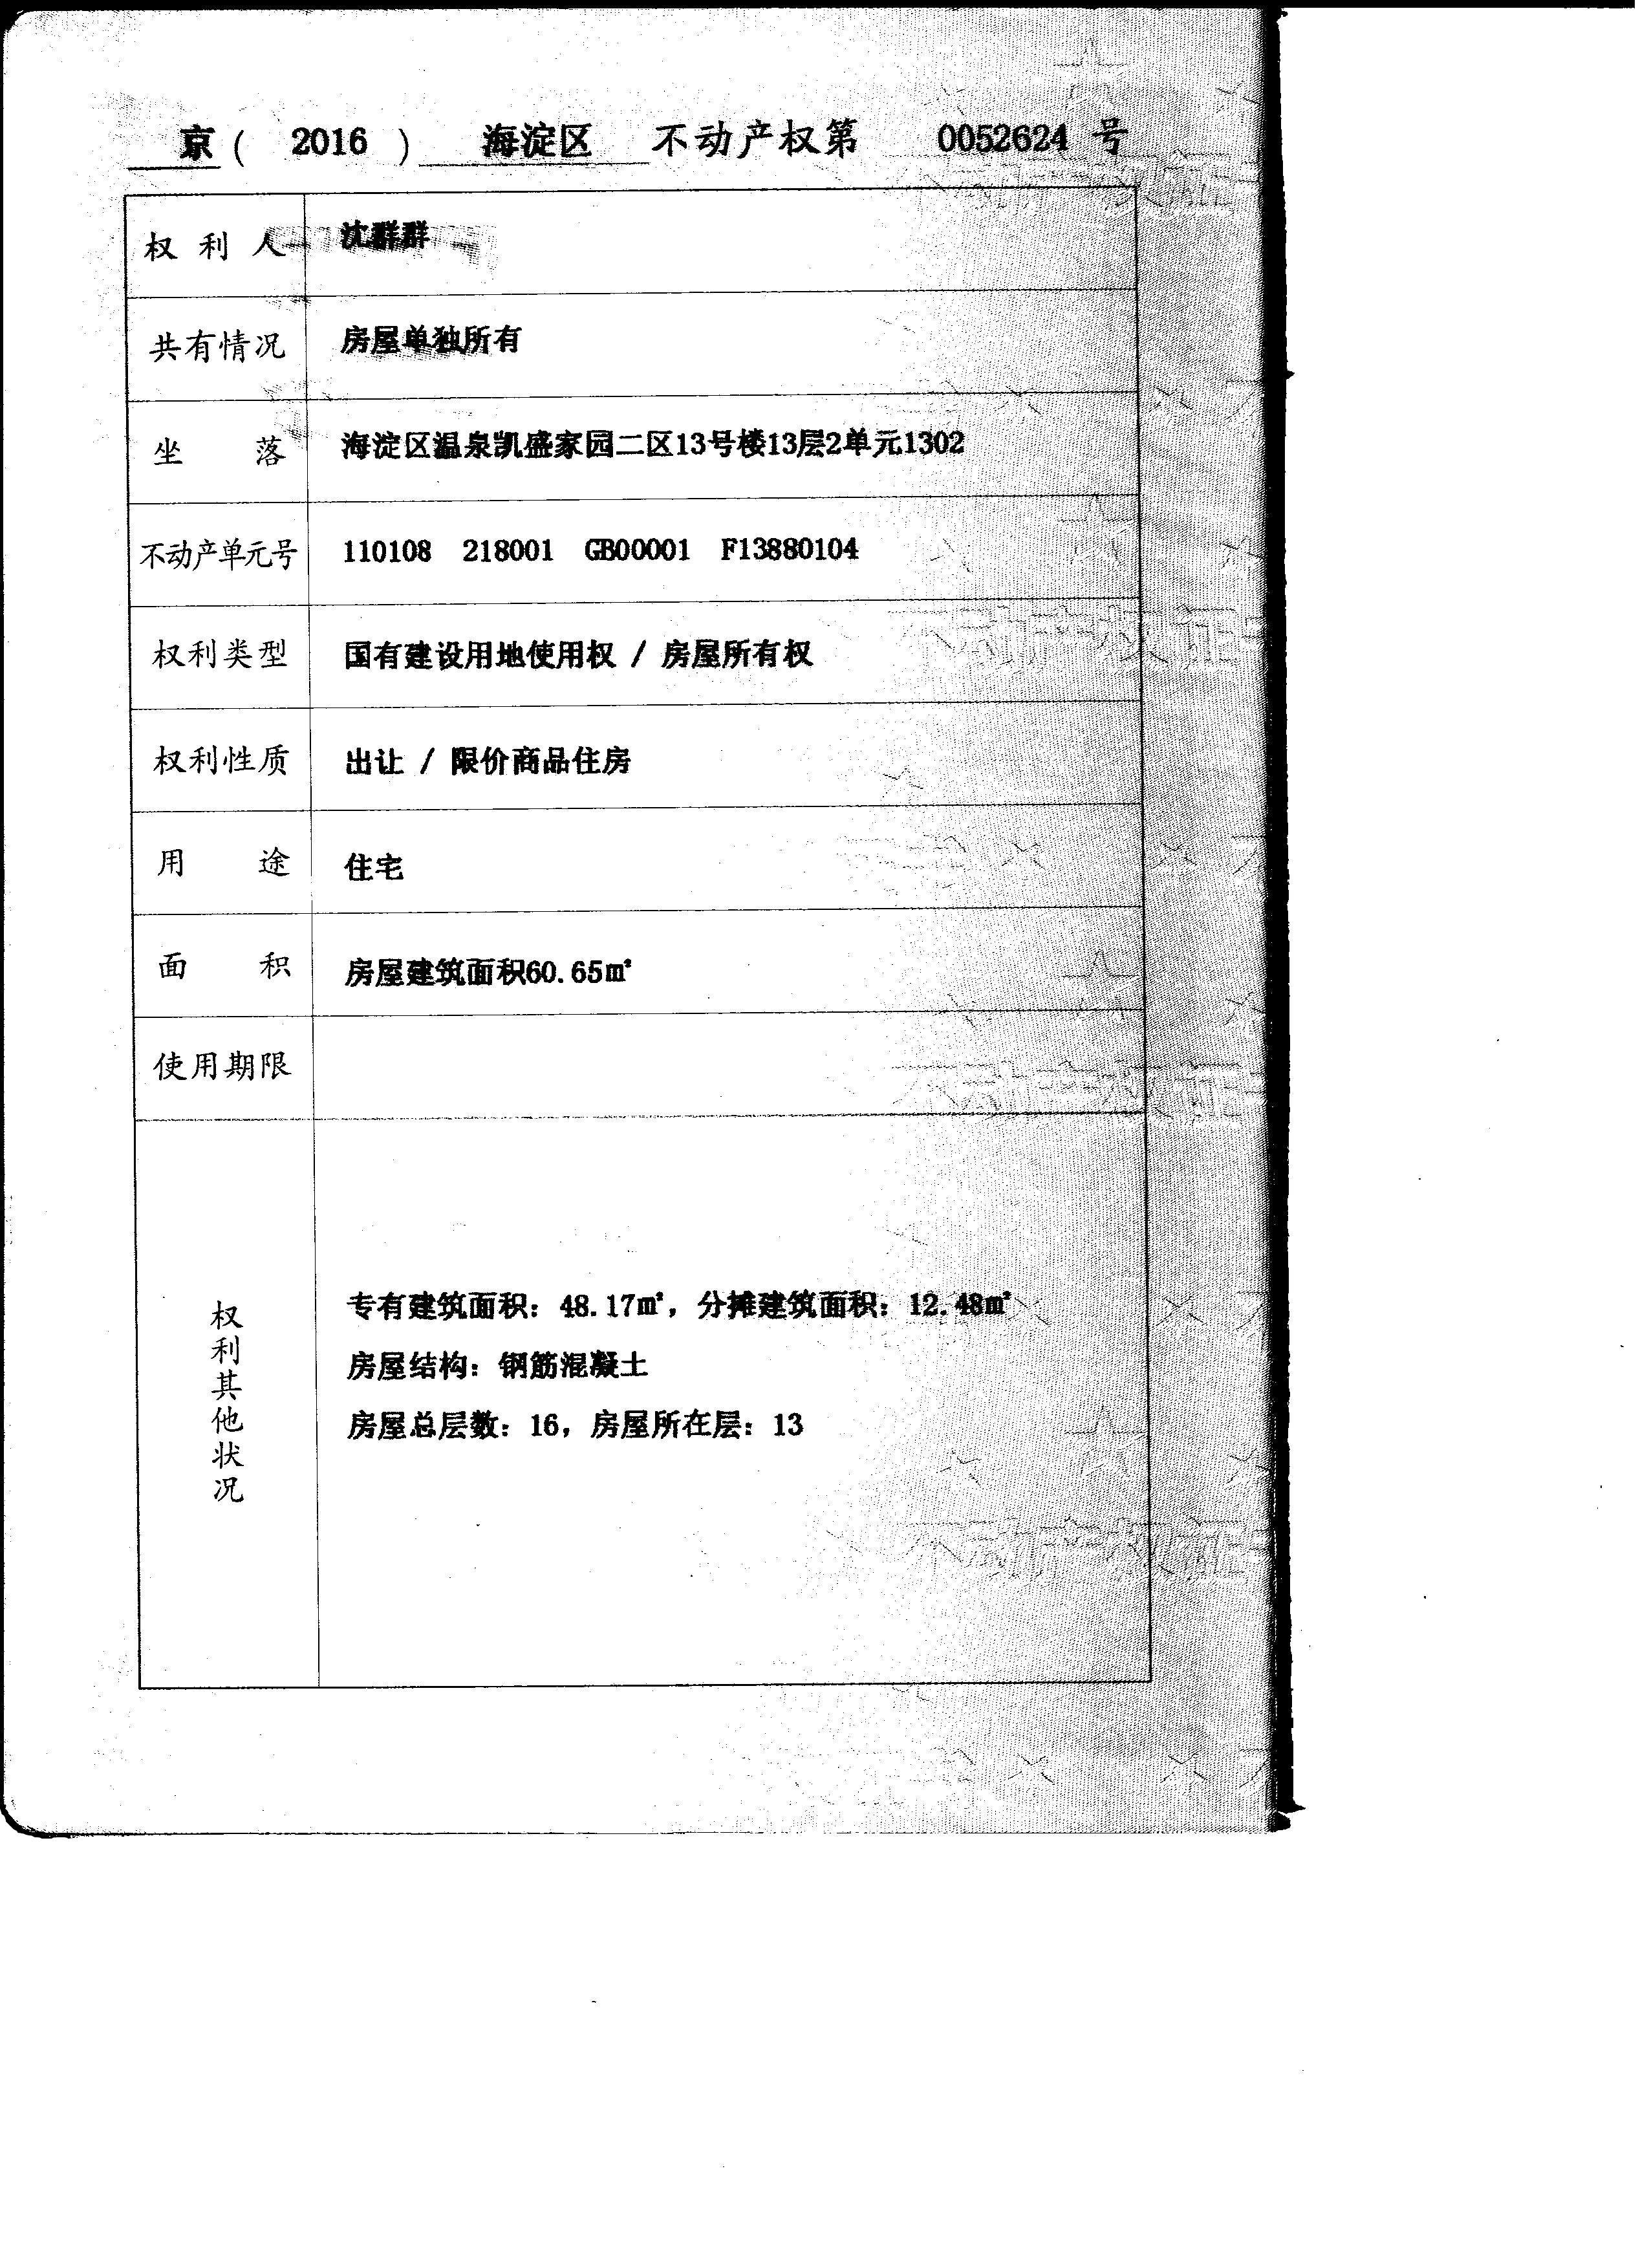 京（ 2016 ） 海淀区 不动产权第 0052624 号
权利人 沈群群
共有情况 房屋单独所有
坐落 海淀区温泉凯盛家园二区13号楼13层2单元1302
不动产单元号 110108 218001 GB00001 F13880104
权利类型 国有建设用地使用权 / 房屋所有权
权利性质 出让 / 限价商品住房
用途 住宅
面积 房屋建筑面积60.65㎡
使用期限
权利其他状况
专有建筑面积：48.17㎡，分摊建筑面积：12.48㎡
房屋结构：钢筋混凝土
房屋总层数：16，房屋所在层：13